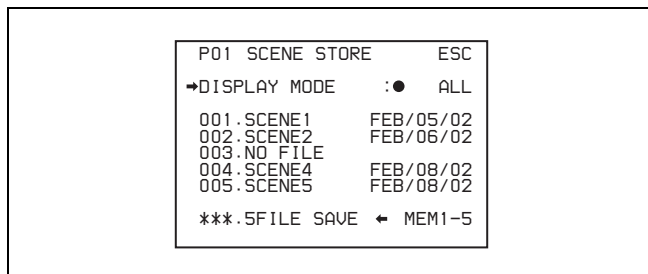 P01 SCENE STORE ESC
➡DISPLAY MODE :● ALL
001.SCENE1 FEB/05/02
002.SCENE2 FEB/06/02
003.NO FILE
004.SCENE4 FEB/08/02
005.SCENE5 FEB/08/02
***.5FILE SAVE ← MEM1-5